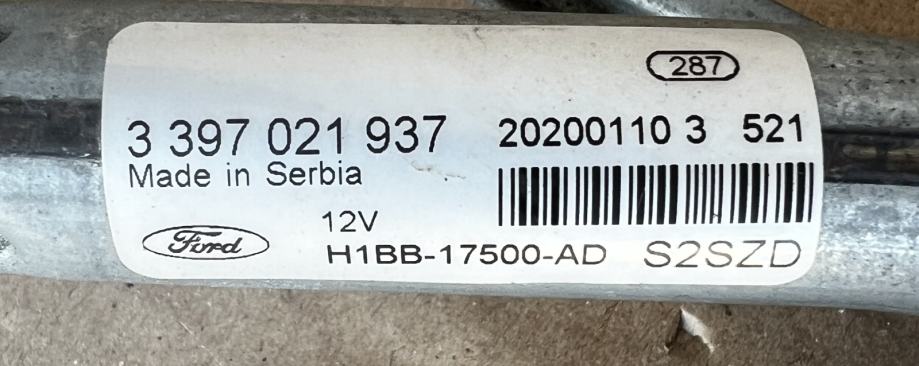 287
3 397 021 937
20200110 3 521
Made in Serbia
12V
Ford
H1BB-17500-AD S2SZD